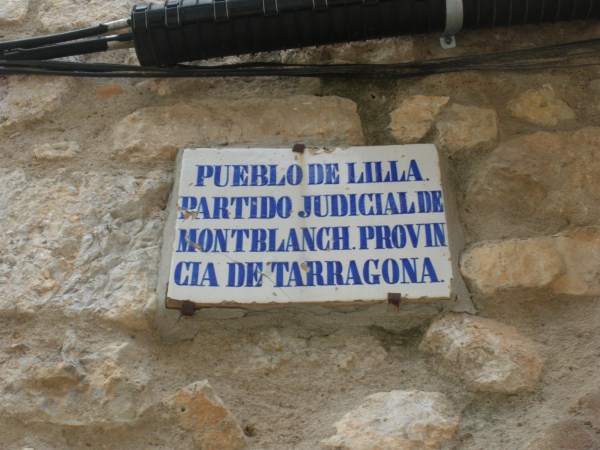 PUEBLO DE LILLA.
PARTIDO JUDICIAL DE
MONTBLANCH. PROVIN
CIA DE TARRAGONA.